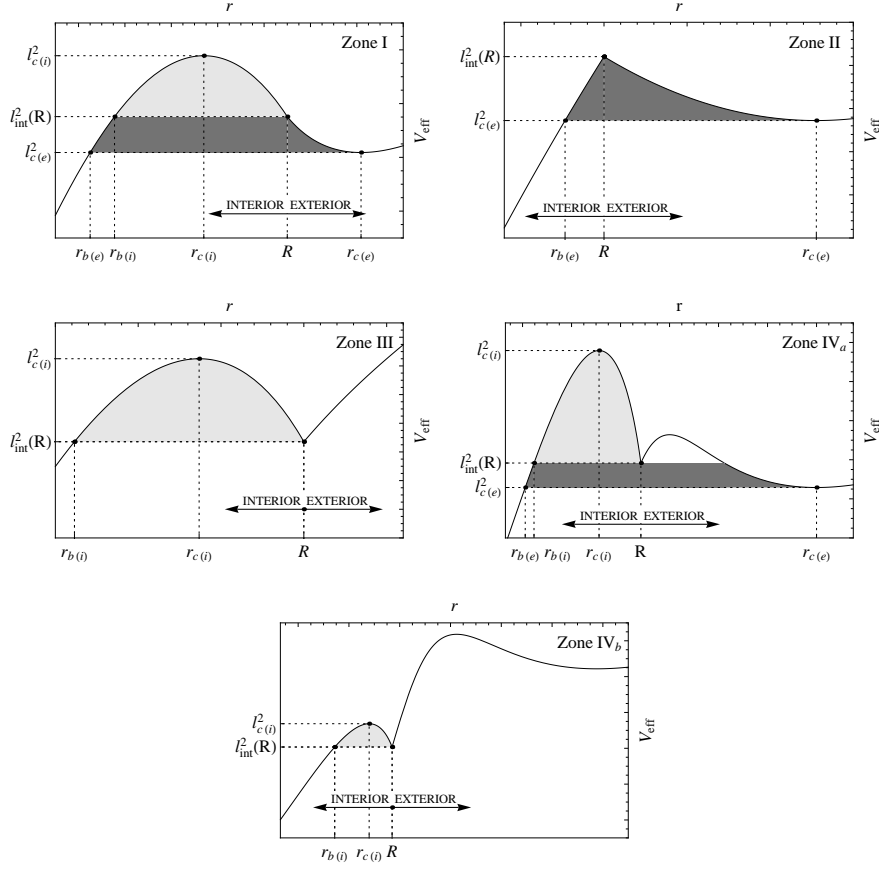 r
r
Zone I
Zone II
l²c(i)
l²int(R)
l²c(e)
Veff
INTERIOR EXTERIOR
rb(e) rb(i) rc(i) R rc(e)
l²int(R)
l²c(e)
Veff
INTERIOR EXTERIOR
rb(e) R rc(e)
r
r
Zone III
Zone IVa
l²c(i)
l²int(R)
Veff
INTERIOR EXTERIOR
rb(i) rc(i) R
l²c(i)
l²int(R)
l²c(e)
Veff
INTERIOR EXTERIOR
rb(e) rb(i) rc(i) R rc(e)
r
Zone IVb
l²c(i)
l²int(R)
Veff
INTERIOR EXTERIOR
rb(i) rc(i) R